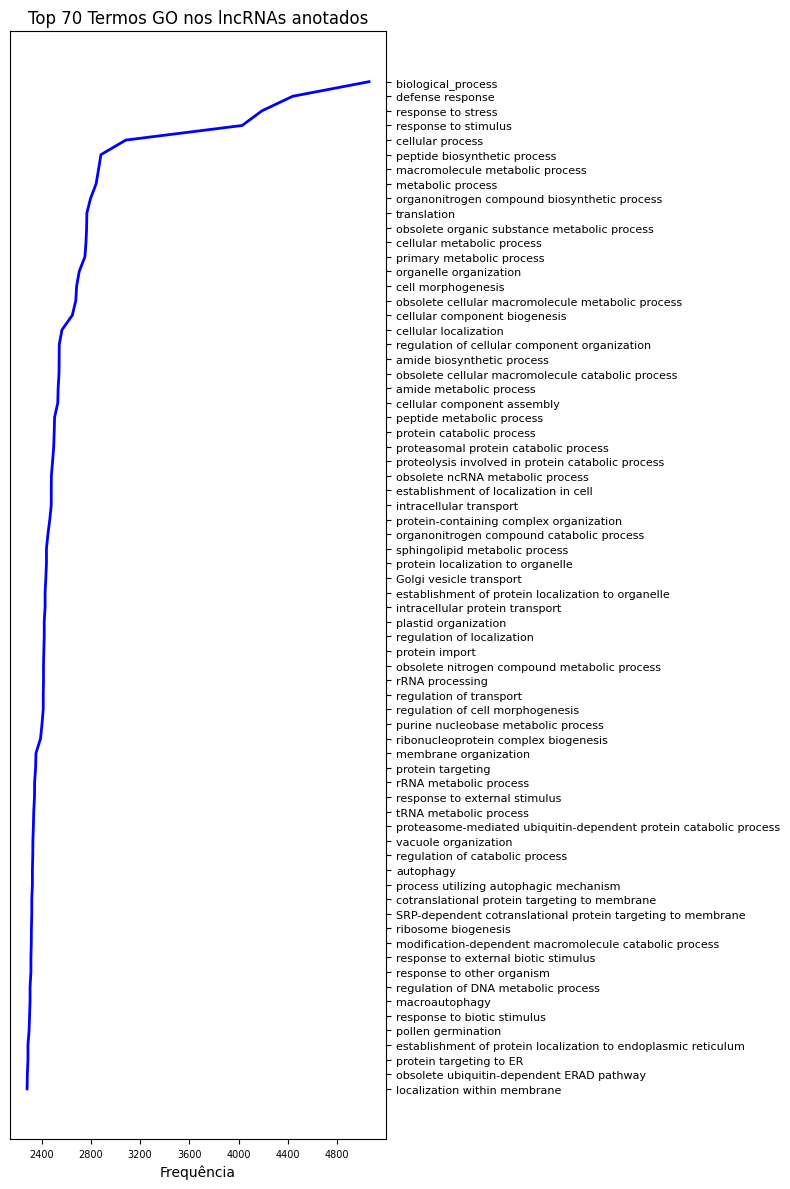 Top 70 Termos GO nos lncRNAs anotados
biological_process
defense response
response to stress
response to stimulus
cellular process
peptide biosynthetic process
macromolecule metabolic process
metabolic process
organonitrogen compound biosynthetic process
translation
obsolete organic substance metabolic process
cellular metabolic process
primary metabolic process
organelle organization
cell morphogenesis
obsolete cellular macromolecule metabolic process
cellular component biogenesis
cellular localization
regulation of cellular component organization
amide biosynthetic process
obsolete cellular macromolecule catabolic process
amide metabolic process
cellular component assembly
peptide metabolic process
protein catabolic process
proteasomal protein catabolic process
proteolysis involved in protein catabolic process
obsolete ncRNA metabolic process
establishment of localization in cell
intracellular transport
protein-containing complex organization
organonitrogen compound catabolic process
sphingolipid metabolic process
protein localization to organelle
Golgi vesicle transport
establishment of protein localization to organelle
intracellular protein transport
plastid organization
regulation of localization
protein import
obsolete nitrogen compound metabolic process
rRNA processing
regulation of transport
regulation of cell morphogenesis
purine nucleobase metabolic process
ribonucleoprotein complex biogenesis
membrane organization
protein targeting
rRNA metabolic process
response to external stimulus
tRNA metabolic process
proteasome-mediated ubiquitin-dependent protein catabolic process
vacuole organization
regulation of catabolic process
autophagy
process utilizing autophagic mechanism
cotranslational protein targeting to membrane
SRP-dependent cotranslational protein targeting to membrane
ribosome biogenesis
modification-dependent macromolecule catabolic process
response to external biotic stimulus
response to other organism
regulation of DNA metabolic process
macroautophagy
response to biotic stimulus
pollen germination
establishment of protein localization to endoplasmic reticulum
protein targeting to ER
obsolete ubiquitin-dependent ERAD pathway
localization within membrane
2400 2800 3200 3600 4000 4400 4800
Frequência